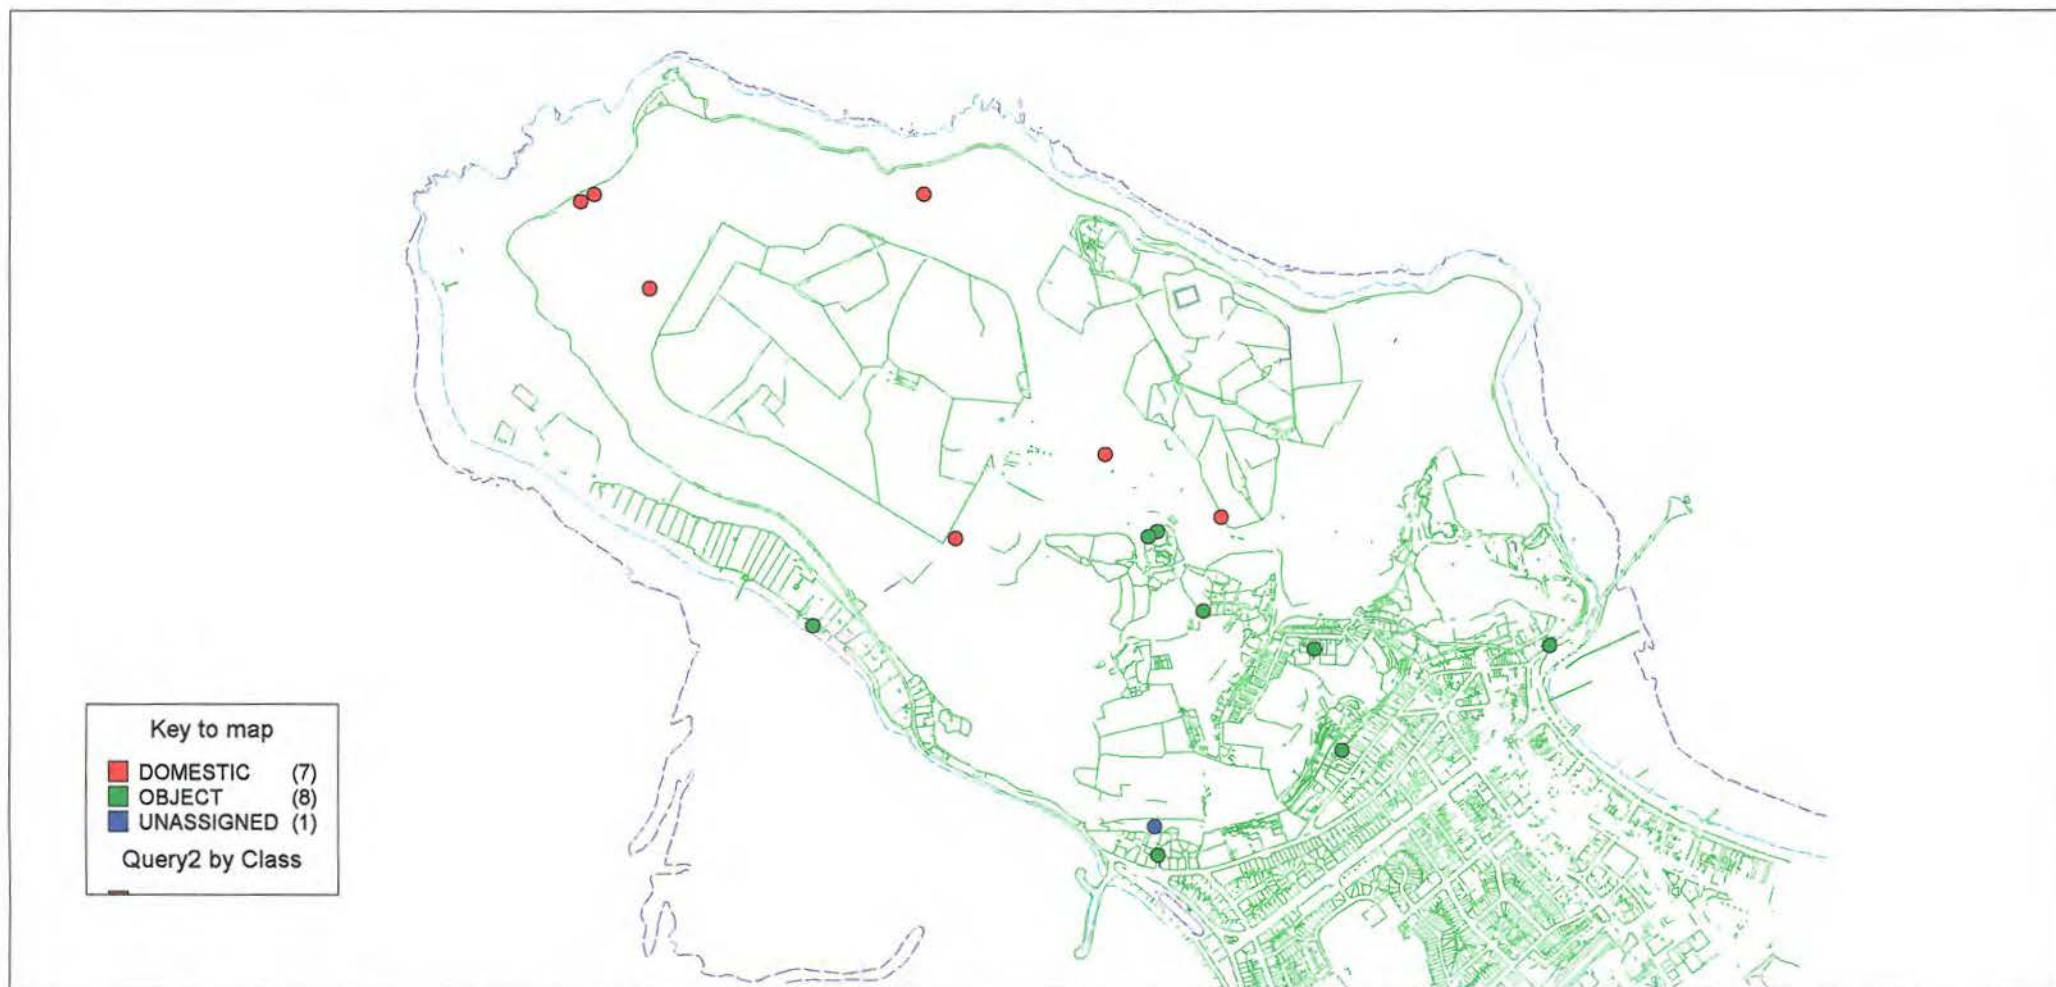 Key to map
DOMESTIC (7)
OBJECT (8)
UNASSIGNED (1)
Query2 by Class